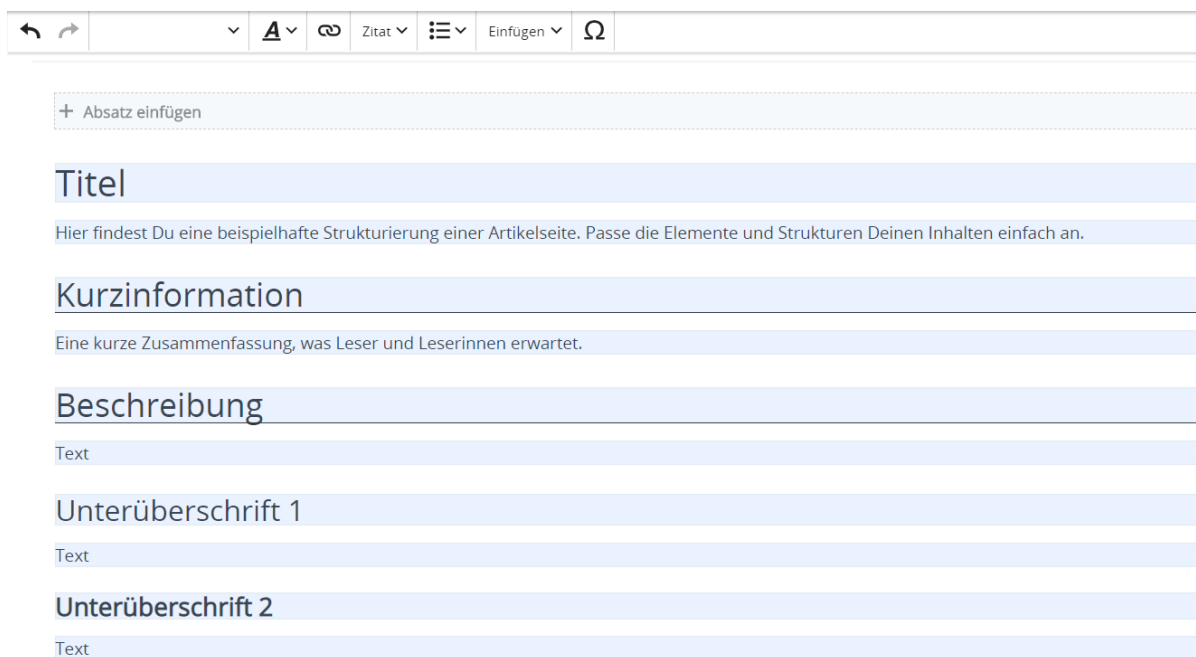 A Zitat Einfügen Ω
+ Absatz einfügen
Titel
Hier findest Du eine beispielhafte Strukturierung einer Artikelseite. Passe die Elemente und Strukturen Deinen Inhalten einfach an.
Kurzinformation
Eine kurze Zusammenfassung, was Leser und Leserinnen erwartet.
Beschreibung
Text
Unterüberschrift 1
Text
Unterüberschrift 2
Text